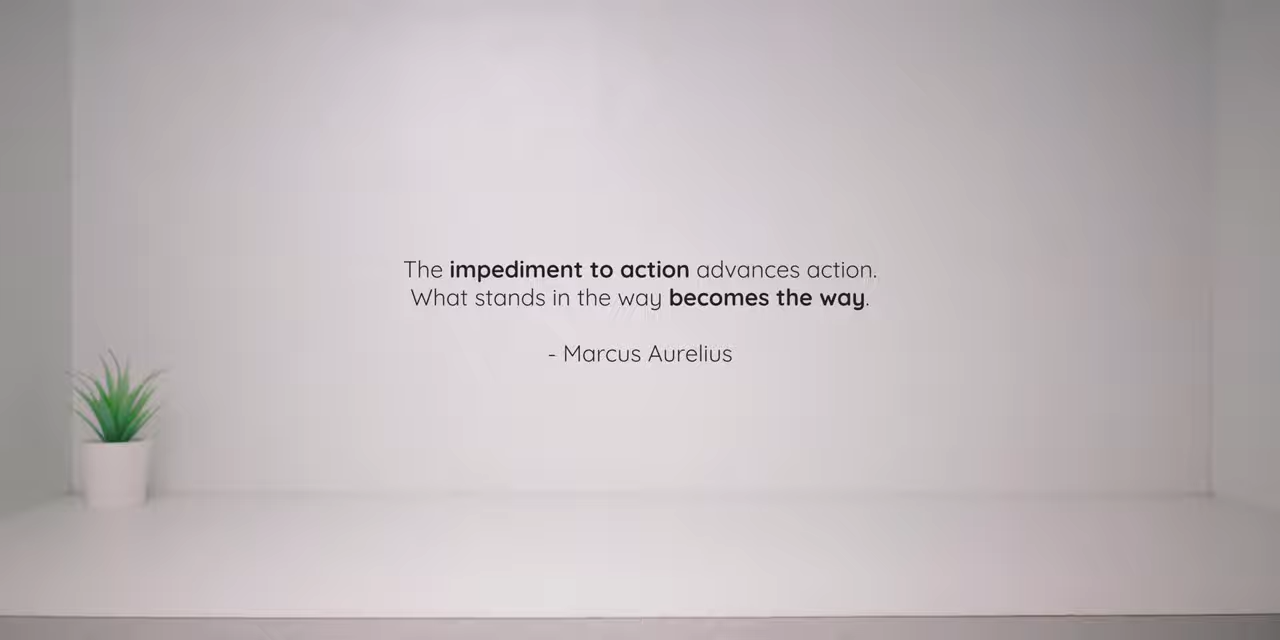 The impediment to action advances action.
What stands in the way becomes the way.
- Marcus Aurelius